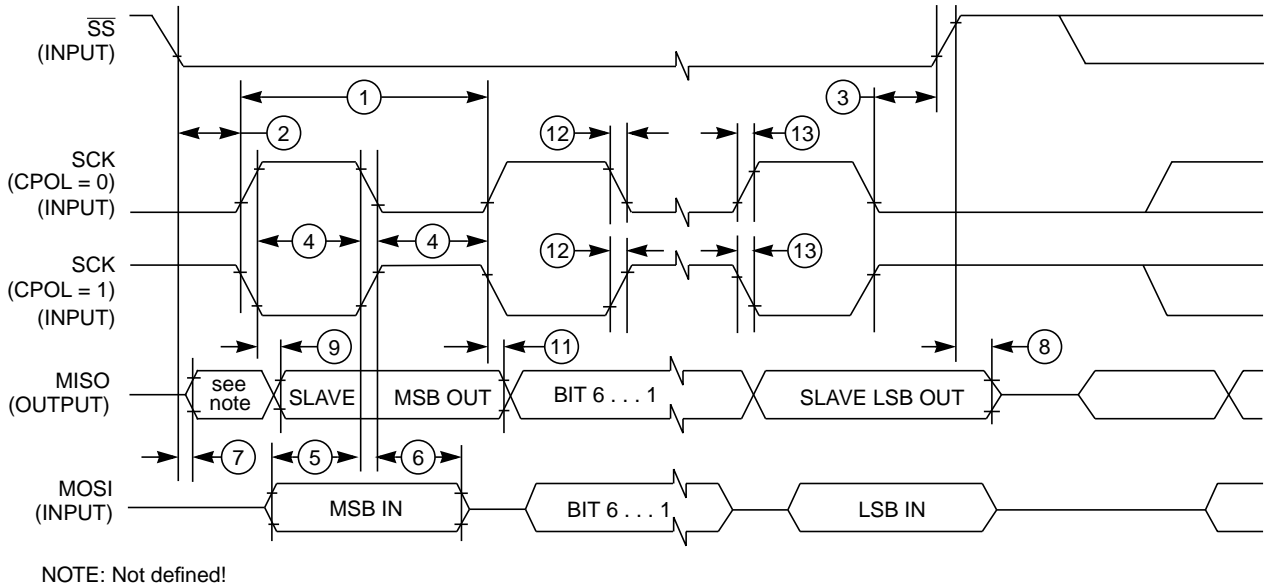 SS
(INPUT)
1
3
2
12
13
SCK
(CPOL = 0)
(INPUT)
4
4
12
13
SCK
(CPOL = 1)
(INPUT)
9
11
8
MISO
(OUTPUT)
see
note
SLAVE
MSB OUT
BIT 6 . . . 1
SLAVE LSB OUT
7
5
6
MOSI
(INPUT)
MSB IN
BIT 6 . . . 1
LSB IN
NOTE: Not defined!